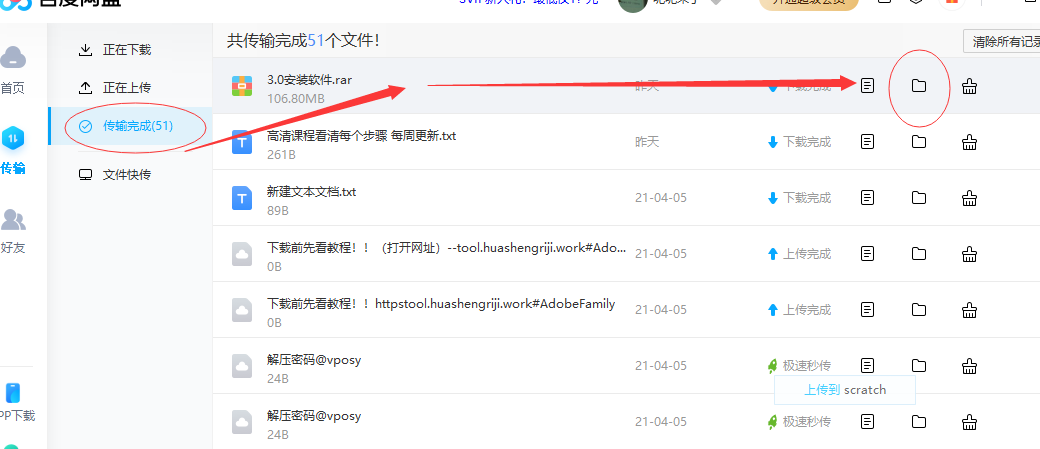 百度网盘
正在下载
正在上传
传输完成(51)
文件快传
首页
传输
好友
PP下载
共传输完成51个文件！
清除所有记录
3.0安装软件.rar
106.80MB
昨天
下载完成
高清课程看清每个步骤 每周更新.txt
261B
昨天
下载完成
新建文本文档.txt
89B
21-04-05
下载完成
下载前先看教程！！（打开网址）--tool.huashengriji.work#Ado...
0B
21-04-05
上传完成
下载前先看教程！！httpstool.huashengriji.work#AdobeFamily
0B
21-04-05
上传完成
解压密码@vposy
24B
21-04-05
极速秒传
上传到 scratch
解压密码@vposy
24B
21-04-05
极速秒传